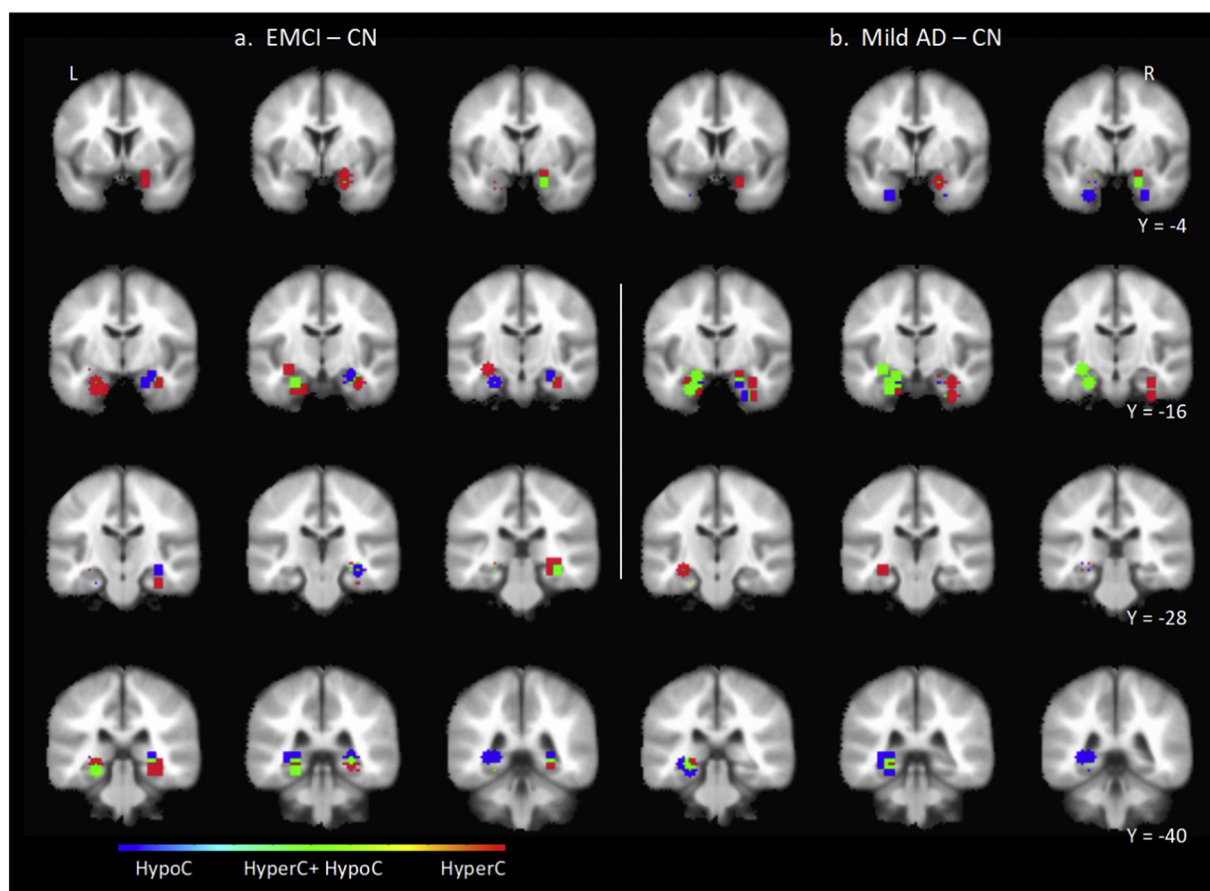 a. EMCI – CN
b. Mild AD – CN
L
R
Y = -4
Y = -16
Y = -28
Y = -40
HypoC
HyperC+ HypoC
HyperC